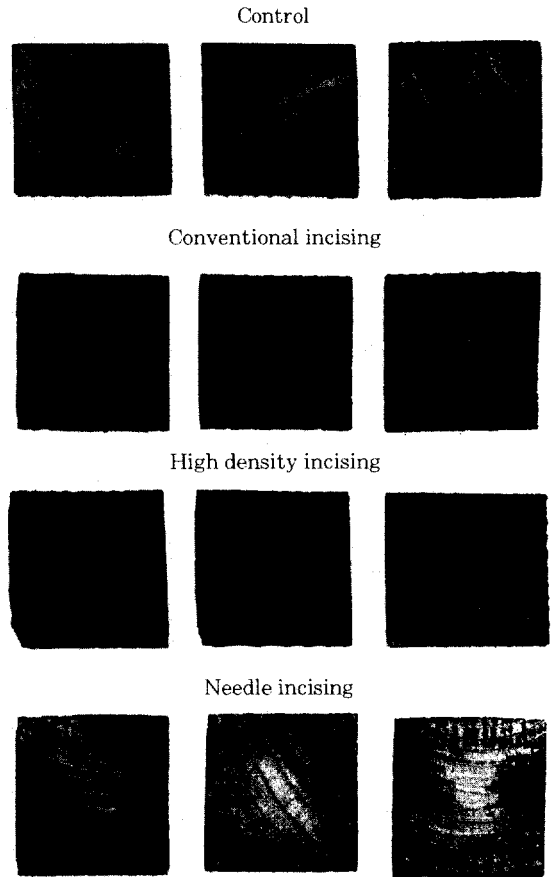 Control
Conventional incising
High density incising
Needle incising